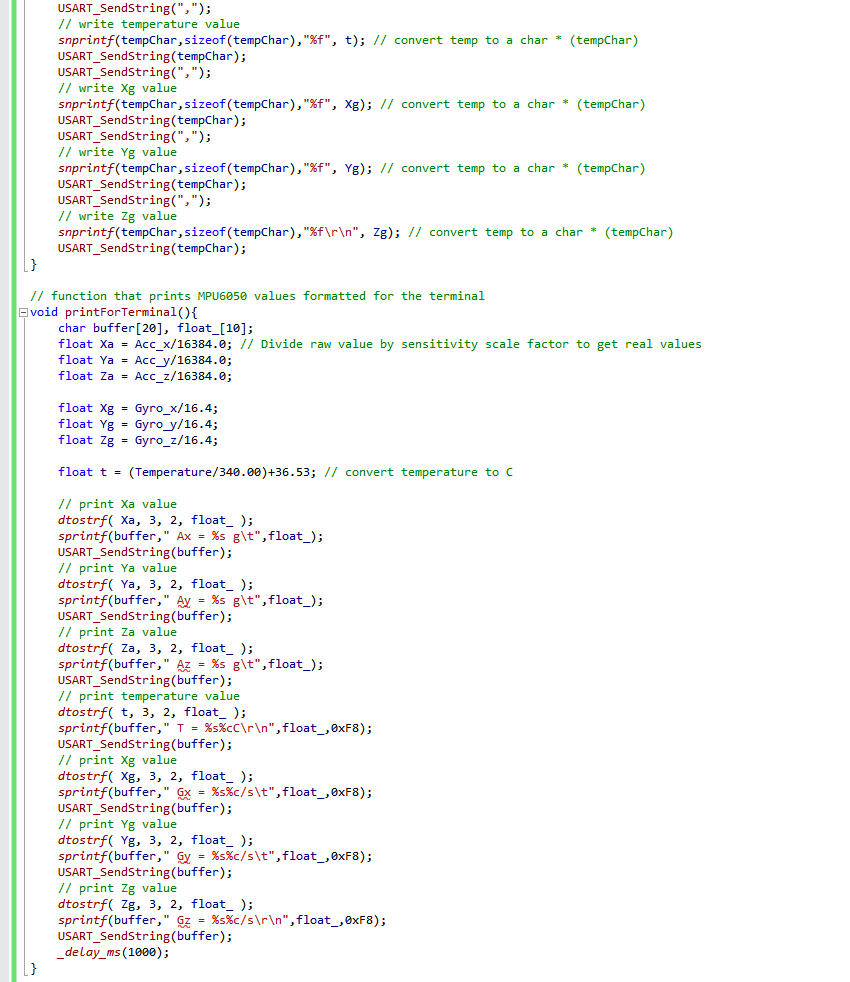 USART_SendString(",");
// write temperature value
snprintf(tempChar,sizeof(tempChar),"%f", t); // convert temp to a char * (tempChar)
USART_SendString(tempChar);
USART_SendString(",");
// write Xg value
snprintf(tempChar,sizeof(tempChar),"%f", Xg); // convert temp to a char * (tempChar)
USART_SendString(tempChar);
USART_SendString(",");
// write Yg value
snprintf(tempChar,sizeof(tempChar),"%f", Yg); // convert temp to a char * (tempChar)
USART_SendString(tempChar);
USART_SendString(",");
// write Zg value
snprintf(tempChar,sizeof(tempChar),"%f\r\n", Zg); // convert temp to a char * (tempChar)
USART_SendString(tempChar);
}
// function that prints MPU6050 values formatted for the terminal
void printForTerminal(){
char buffer[20], float_[10];
float Xa = Acc_x/16384.0; // Divide raw value by sensitivity scale factor to get real values
float Ya = Acc_y/16384.0;
float Za = Acc_z/16384.0;
float Xg = Gyro_x/16.4;
float Yg = Gyro_y/16.4;
float Zg = Gyro_z/16.4;
float t = (Temperature/340.00)+36.53; // convert temperature to C
// print Xa value
dtostrf( Xa, 3, 2, float_ );
sprintf(buffer," Ax = %s g\t",float_);
USART_SendString(buffer);
// print Ya value
dtostrf( Ya, 3, 2, float_ );
sprintf(buffer," Ay = %s g\t",float_);
USART_SendString(buffer);
// print Za value
dtostrf( Za, 3, 2, float_ );
sprintf(buffer," Az = %s g\t",float_);
USART_SendString(buffer);
// print temperature value
dtostrf( t, 3, 2, float_ );
sprintf(buffer," T = %s%cC\r\n",float_,0xF8);
USART_SendString(buffer);
// print Xg value
dtostrf( Xg, 3, 2, float_ );
sprintf(buffer," Gx = %s%c/s\t",float_,0xF8);
USART_SendString(buffer);
// print Yg value
dtostrf( Yg, 3, 2, float_ );
sprintf(buffer," Gy = %s%c/s\t",float_,0xF8);
USART_SendString(buffer);
// print Zg value
dtostrf( Zg, 3, 2, float_ );
sprintf(buffer," Gz = %s%c/s\r\n",float_,0xF8);
USART_SendString(buffer);
_delay_ms(1000);
}